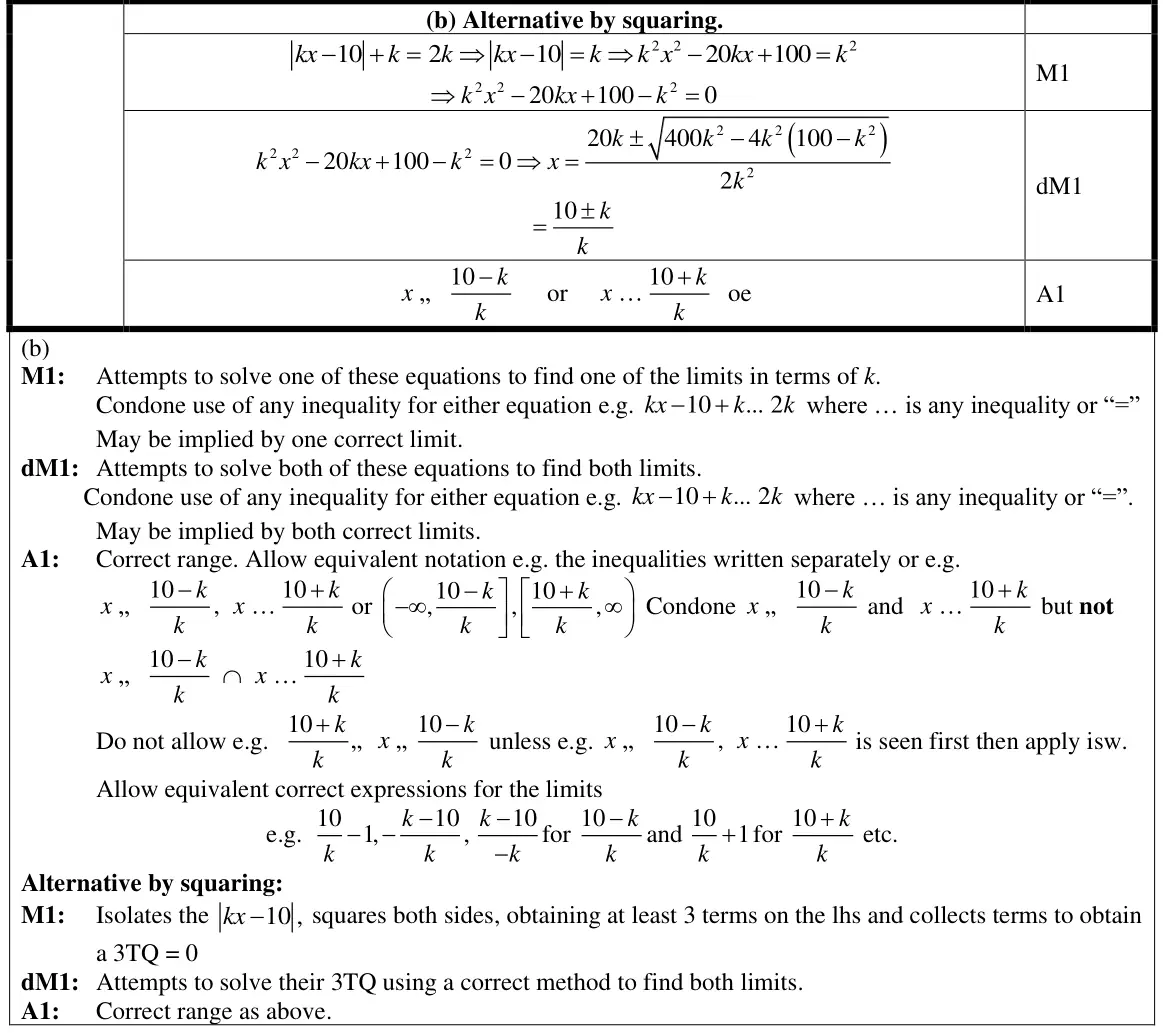 (b) Alternative by squaring.
|kx−10|+k = 2k ⇒ |kx−10| = k ⇒ k²x²−20kx+100 = k²
⇒ k²x²−20kx+100−k² = 0
M1
k²x²−20kx+100−k² = 0 ⇒ x = (20k ± √(400k²−4k²(100−k²)))/(2k²)
= (10±k)/k
dM1
x „ (10−k)/k or x … (10+k)/k oe
A1
(b)
M1: Attempts to solve one of these equations to find one of the limits in terms of k.
Condone use of any inequality for either equation e.g. kx−10+k... 2k where … is any inequality or “=”
May be implied by one correct limit.
dM1: Attempts to solve both of these equations to find both limits.
Condone use of any inequality for either equation e.g. kx−10+k... 2k where … is any inequality or “=”.
May be implied by both correct limits.
A1: Correct range. Allow equivalent notation e.g. the inequalities written separately or e.g.
x „ (10−k)/k, x … (10+k)/k or (−∞, (10−k)/k], [(10+k)/k, ∞) Condone x „ (10−k)/k and x … (10+k)/k but not
x „ (10−k)/k ∩ x … (10+k)/k
Do not allow e.g. (10+k)/k „ x „ (10−k)/k unless e.g. x „ (10−k)/k, x … (10+k)/k is seen first then apply isw.
Allow equivalent correct expressions for the limits
e.g. 10/k −1, −(k−10)/k, (k−10)/−k for (10−k)/k and 10/k +1 for (10+k)/k etc.
Alternative by squaring:
M1: Isolates the |kx−10|, squares both sides, obtaining at least 3 terms on the lhs and collects terms to obtain
a 3TQ = 0
dM1: Attempts to solve their 3TQ using a correct method to find both limits.
A1: Correct range as above.